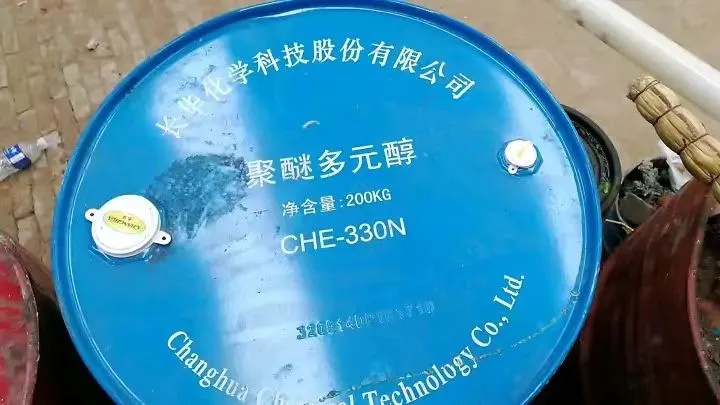 长华化学科技股份有限公司
聚醚多元醇
净含量:200KG
CHE-330N
Changhua Chemical Technology Co., Ltd.